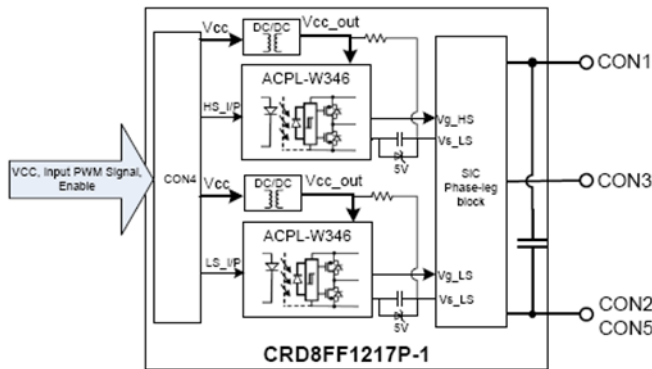 Vcc
DC/DC
Vcc_out
ACPL-W346
HS_I/P
Vg_HS
Vs_LS
5V
VCC, Input PWM Signal,
Enable
CON4
SiC
Phase-leg
block
CON1
CON3
Vcc
DC/DC
Vcc_out
ACPL-W346
LS_I/P
Vg_LS
Vs_LS
5V
CON2
CON5
CRD8FF1217P-1